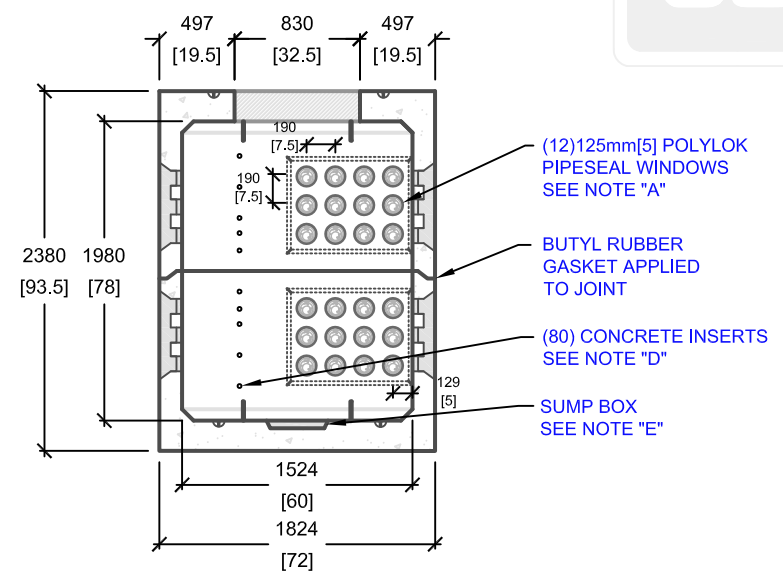 497 830 497
[19.5] [32.5] [19.5]
190
[7.5]
190
[7.5]
(12)125mm[5] POLYLOK
PIPESEAL WINDOWS
SEE NOTE "A"
2380 1980
[93.5] [78]
BUTYL RUBBER
GASKET APPLIED
TO JOINT
(80) CONCRETE INSERTS
SEE NOTE "D"
129
[5]
SUMP BOX
SEE NOTE "E"
1524
[60]
1824
[72]